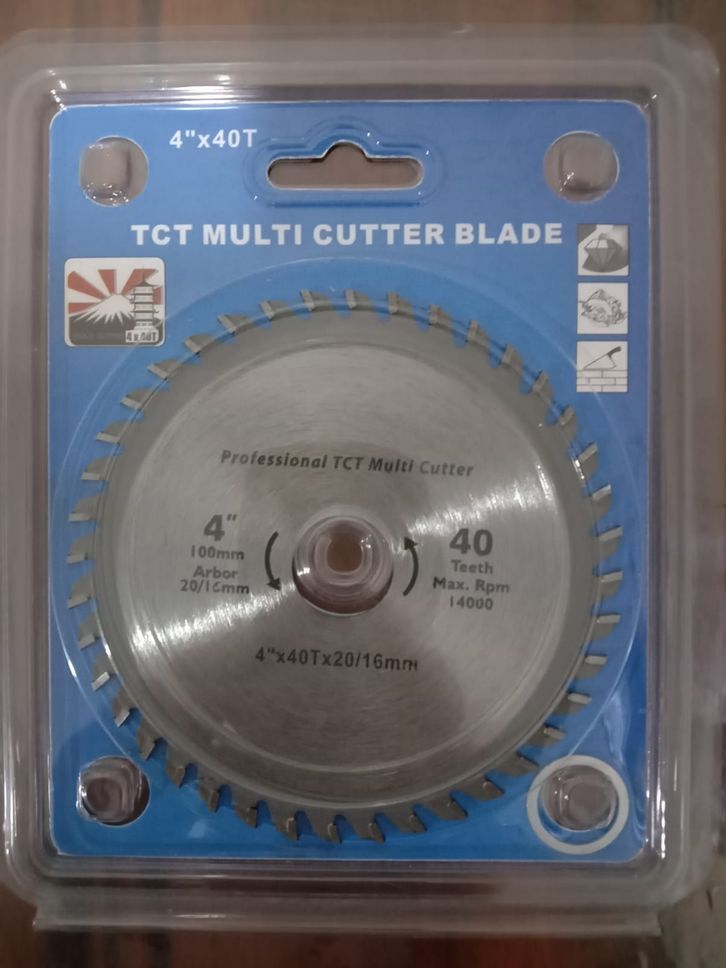 4"x40T
TCT MULTI CUTTER BLADE
4x40T
Professional TCT Multi Cutter
4"
100mm
Arbor
20/16mm
40
Teeth
Max. Rpm
14000
4"x40Tx20/16mm